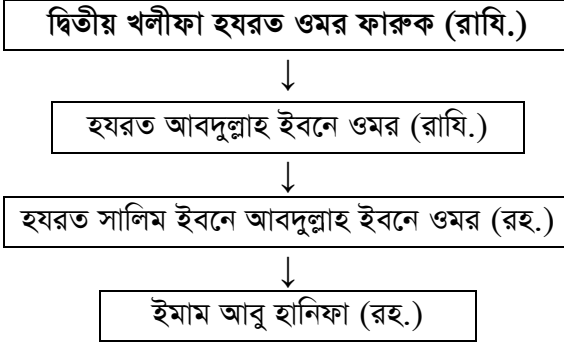 দ্বিতীয় খলীফা হযরত ওমর ফারুক (রাযি.)
↓
হযরত আবদুল্লাহ ইবনে ওমর (রাযি.)
↓
হযরত সালিম ইবনে আবদুল্লাহ ইবনে ওমর (রহ.)
↓
ইমাম আবু হানিফা (রহ.)